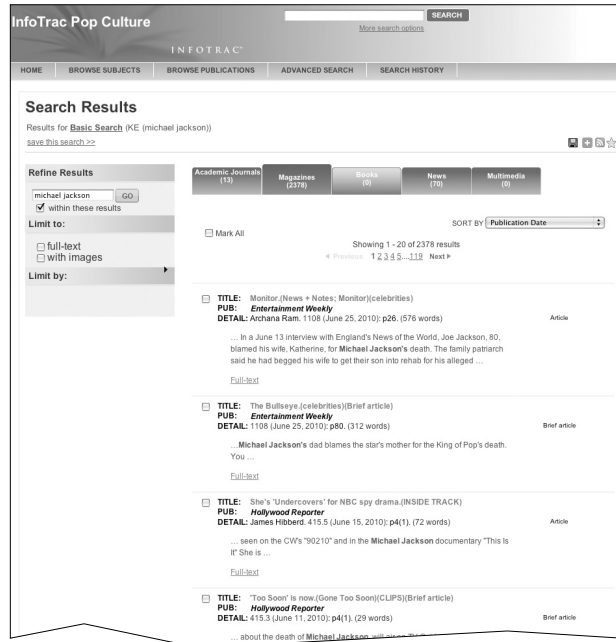 InfoTrac Pop Culture
SEARCH
More search options
INFOTRAC
HOME BROWSE SUBJECTS BROWSE PUBLICATIONS ADVANCED SEARCH SEARCH HISTORY
Search Results
Results for Basic Search (KE (michael jackson))
save this search >>
Refine Results
michael jackson GO
within these results
Limit to:
full-text
with images
Limit by:
Academic Journals (13)
Magazines (2378)
Books (0)
News (70)
Multimedia (0)
Mark All
SORT BY Publication Date
Showing 1 - 20 of 2378 results
Previous 1 2 3 4 5...119 Next
TITLE: Monitor.(News + Notes; Monitor)(celebrities)
PUB: Entertainment Weekly
DETAIL: Archana Ram. 1108 (June 25, 2010): p26. (576 words) Article
... In a June 13 interview with England's News of the World, Joe Jackson, 80,
blamed his wife, Katherine, for Michael Jackson's death. The family patriarch
said he had begged his wife to get their son into rehab for his alleged ...
Full-text
TITLE: The Bullseye.(celebrities)(Brief article)
PUB: Entertainment Weekly
DETAIL: 1108 (June 25, 2010): p80. (312 words) Brief article
...Michael Jackson's dad blames the star's mother for the King of Pop's death.
You ...
Full-text
TITLE: She's 'Undercovers' for NBC spy drama.(INSIDE TRACK)
PUB: Hollywood Reporter
DETAIL: James Hibberd. 415.5 (June 15, 2010): p4(1). (72 words) Article
... seen on the CW's "90210" and in the Michael Jackson documentary "This Is
It" She is ...
Full-text
TITLE: 'Too Soon' is now.(Gone Too Soon)(CLIPS)(Brief article)
PUB: Hollywood Reporter
DETAIL: 415.3 (June 11, 2010): p4(1). (29 words) Brief article
... about the death of Michael Jackson, will air on